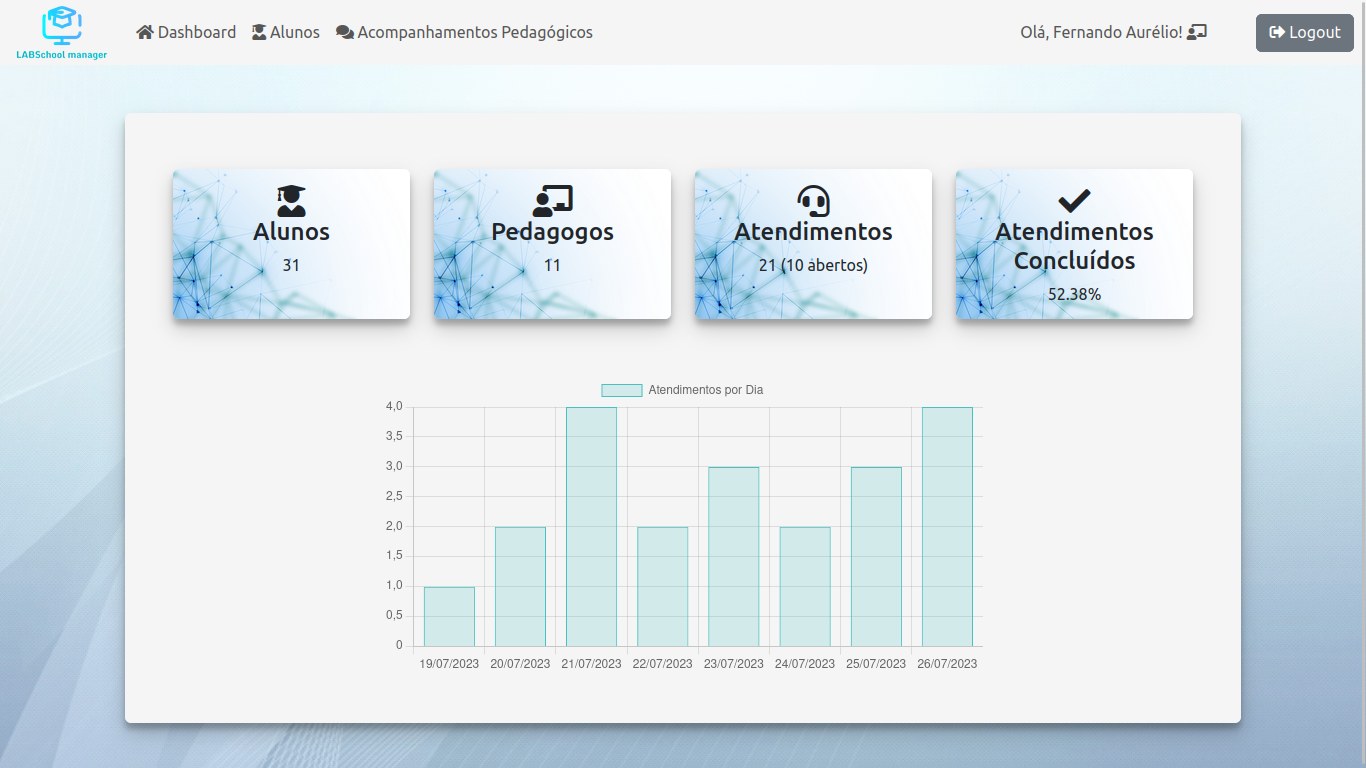 LABSchool manager
Dashboard Alunos Acompanhamentos Pedagógicos Olá, Fernando Aurélio! Logout
Alunos
31
Pedagogos
11
Atendimentos
21 (10 abertos)
Atendimentos
Concluídos
52.38%
Atendimentos por Dia
4,0
3,5
3,0
2,5
2,0
1,5
1,0
0,5
0
19/07/2023 20/07/2023 21/07/2023 22/07/2023 23/07/2023 24/07/2023 25/07/2023 26/07/2023